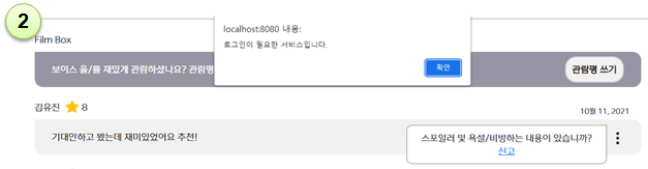 2
localhost:8080 내용:
로그인이 필요한 서비스입니다.
확인
Film Box
보이스 을/를 재밌게 관람하셨나요? 관람평
관람평 쓰기
김유진 ⭐ 8
10월 11, 2021
기대안하고 봤는데 재미있었어요 추천!
스포일러 및 욕설/비방하는 내용이 있습니까?
신고